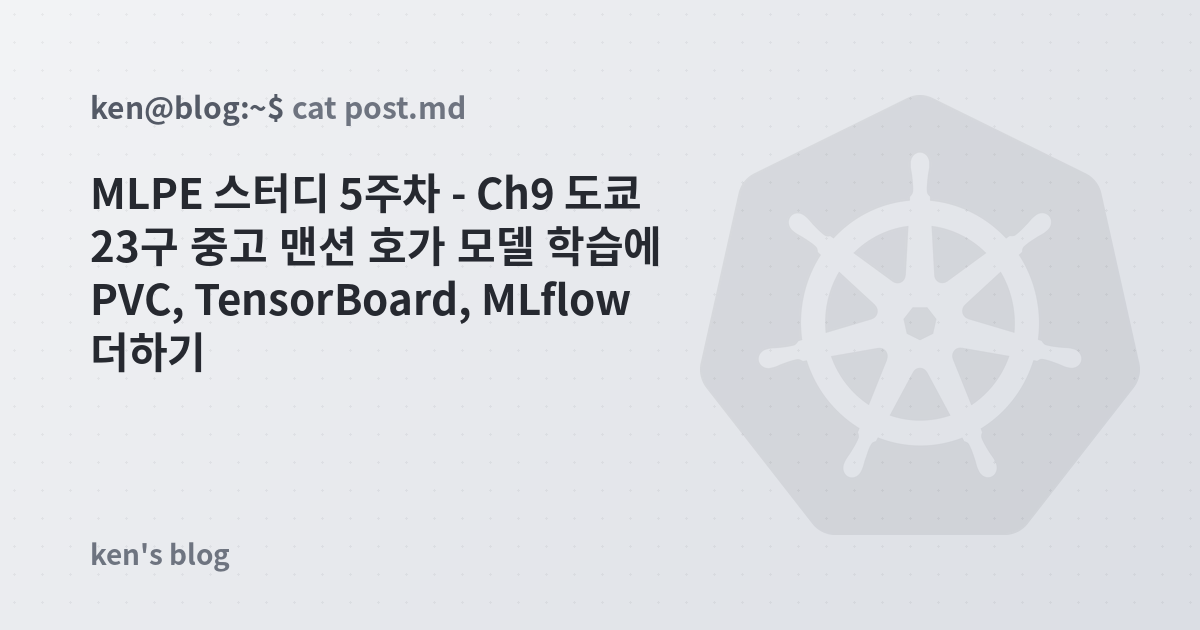 ken@blog:~$ cat post.md
MLPE 스터디 5주차 - Ch9 도쿄
23구 중고 맨션 호가 모델 학습에
PVC, TensorBoard, MLflow
더하기
ken's blog